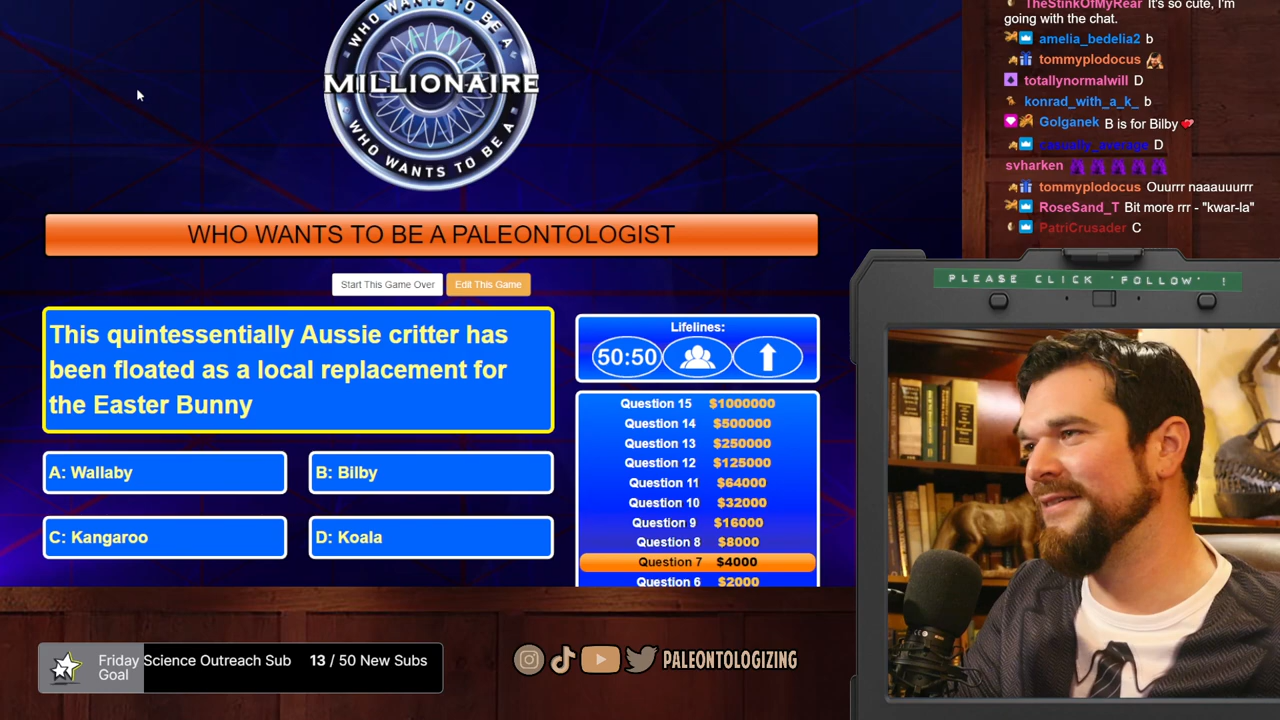 WHO WANTS TO BE A
MILLIONAIRE
WHO WANTS TO BE A
WHO WANTS TO BE A PALEONTOLOGIST
Start This Game Over
Edit This Game
This quintessentially Aussie critter has
been floated as a local replacement for
the Easter Bunny
A: Wallaby
B: Bilby
C: Kangaroo
D: Koala
Lifelines:
50:50
Question 15 $1000000
Question 14 $500000
Question 13 $250000
Question 12 $125000
Question 11 $64000
Question 10 $32000
Question 9 $16000
Question 8 $8000
Question 7 $4000
Question 6 $2000
TheStinkOfMyRear It's so cute, I'm
going with the chat.
amelia_bedelia2 b
tommyplodocus
totallynormalwill D
konrad_with_a_k_ b
Golganek B is for Bilby
casually_average D
svharken
tommyplodocus Ouurrr naaauuurrr
RoseSand_T Bit more rrr - "kwar-la"
PatriCrusader C
PLEASE CLICK 'FOLLOW' !
Friday Science Outreach Sub
Goal
13 / 50 New Subs
PALEONTOLOGIZING